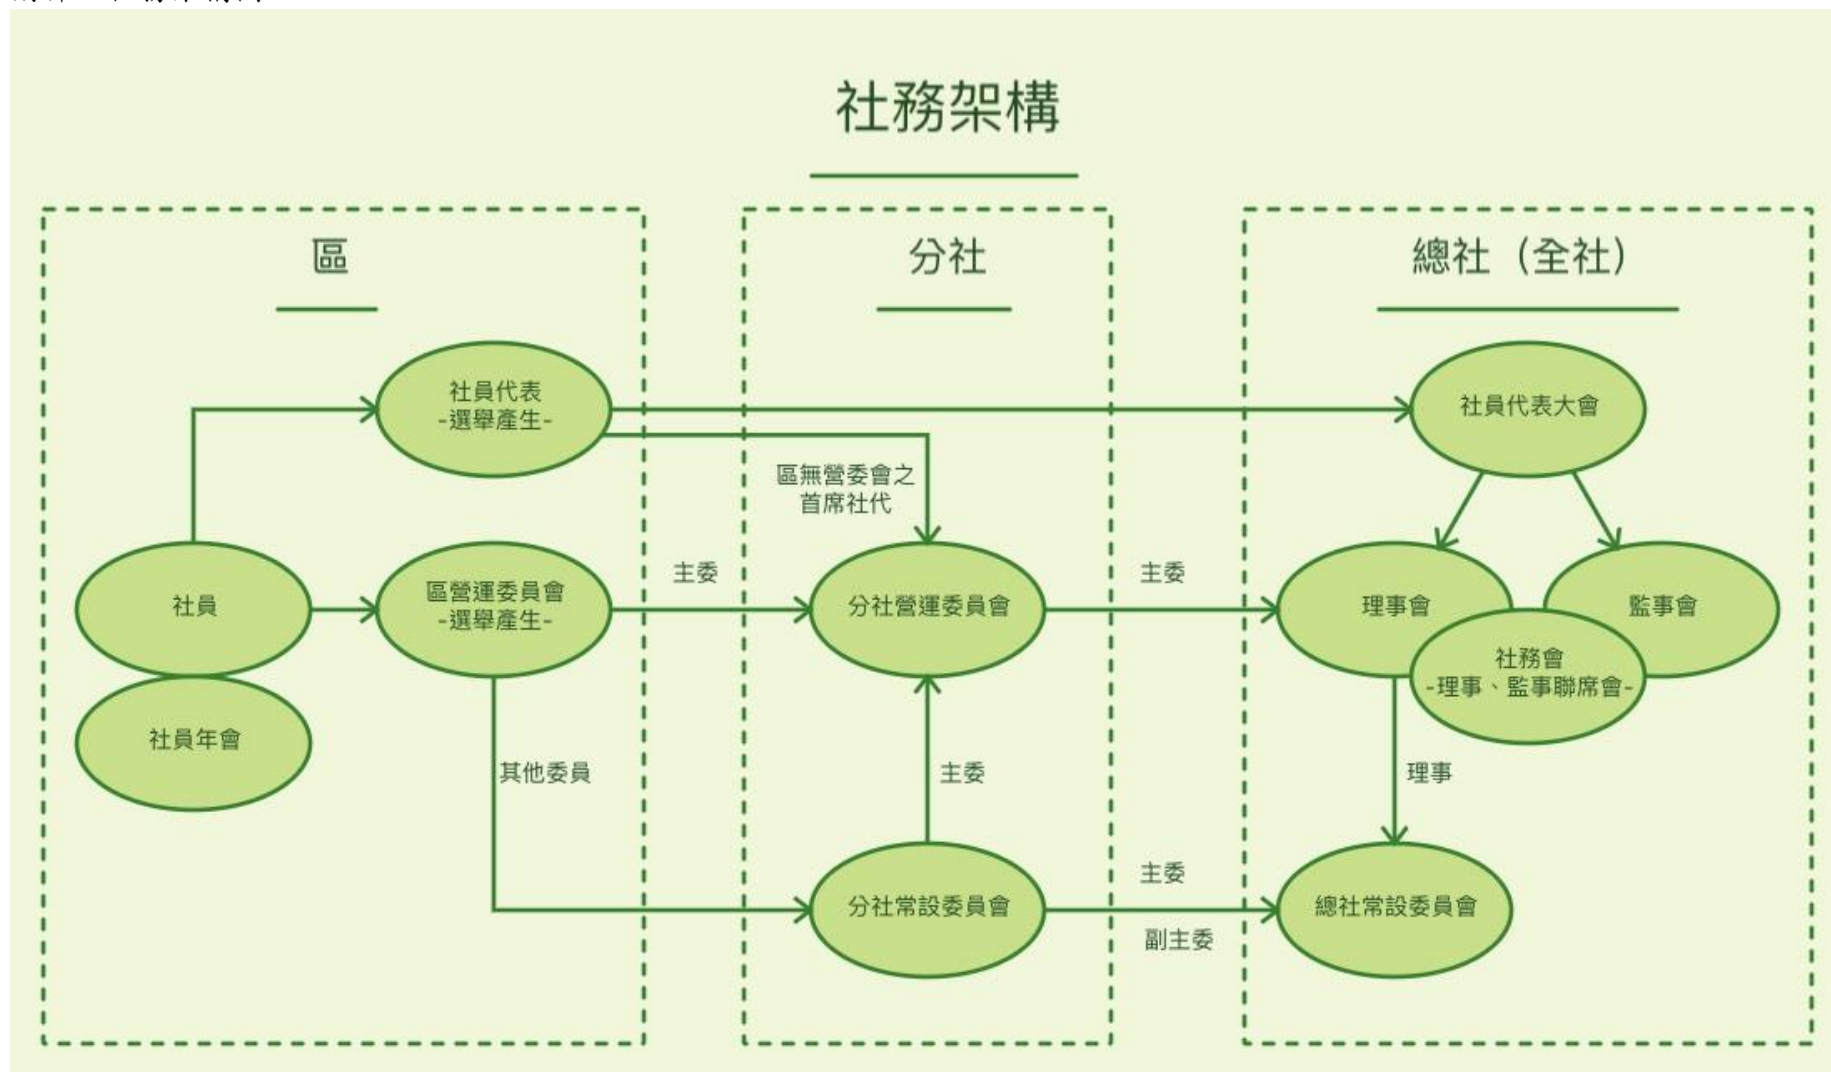 社務架構
區
分社
總社（全社）
社員代表
-選舉產生-
社員代表大會
區無營委會之
首席社代
主委
主委
社員
區營運委員會
-選舉產生-
分社營運委員會
理事會
監事會
社務會
-理事、監事聯席會-
社員年會
其他委員
主委
理事
主委
分社常設委員會
總社常設委員會
副主委